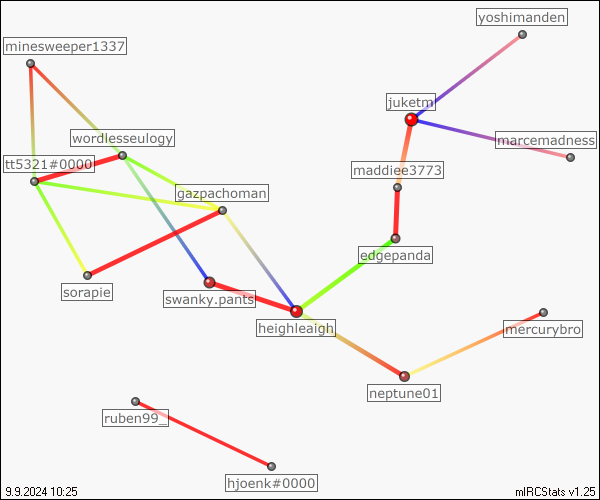 yoshimanden
minesweeper1337
juketm
wordlesseulogy
marcemadness
tt5321#0000
maddiee3773
gazpachoman
edgepanda
sorapie
swanky.pants
heighleaigh
mercurybro
neptune01
ruben99_
hjoenk#0000
9.9.2024 10:25
mIRCStats v1.25